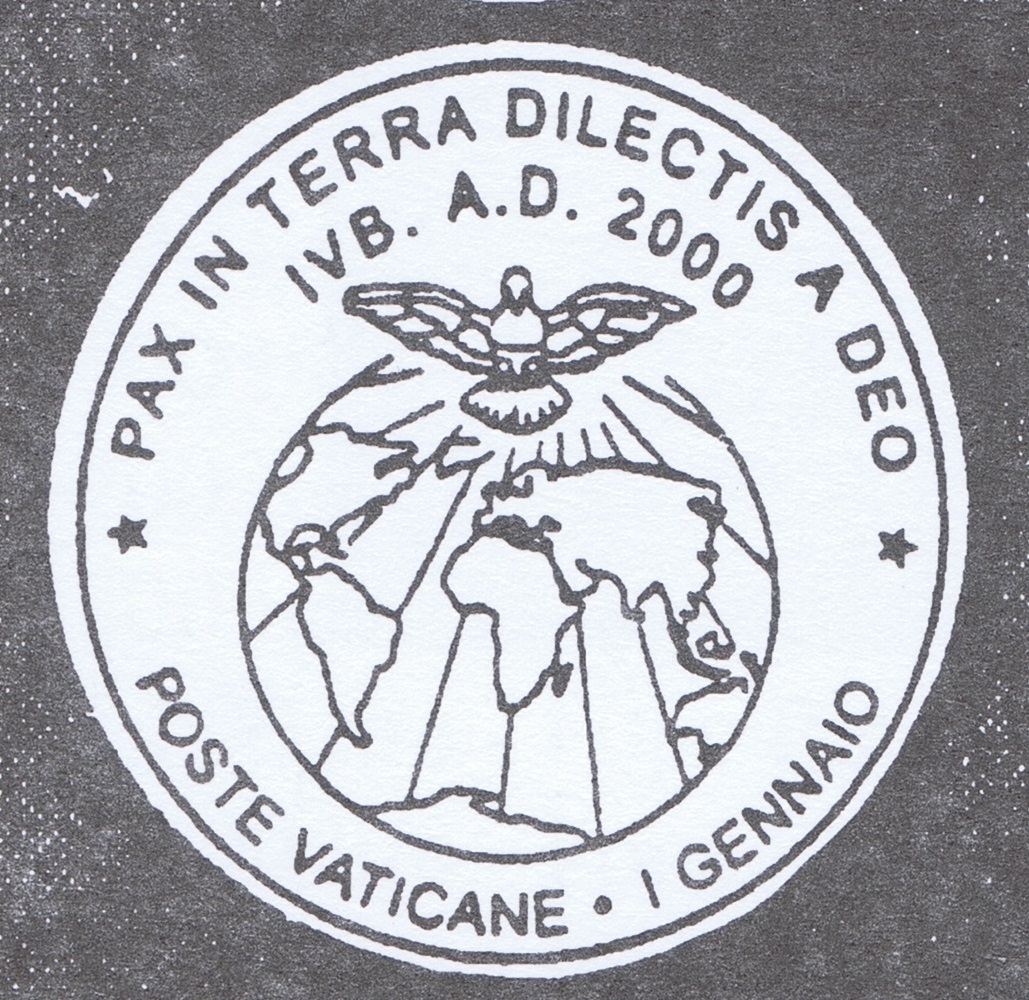 PAX IN TERRA DILECTIS A DEO
IVB. A.D. 2000
POSTE VATICANE • I GENNAIO